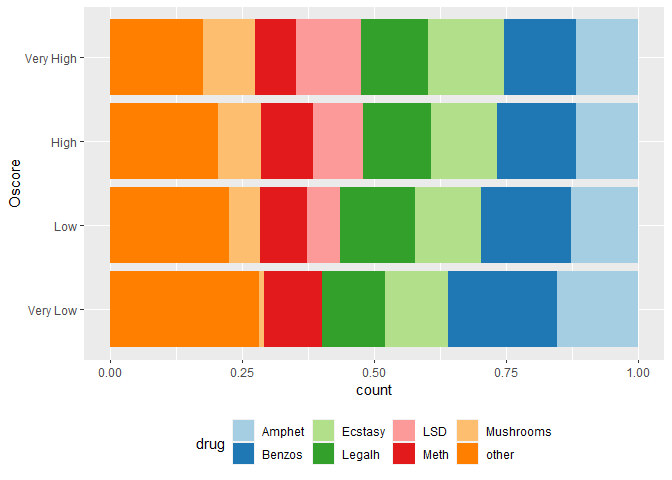 Very High
High
Low
Very Low
Oscore
0.00 0.25 0.50 0.75 1.00
count
drug
Amphet Ecstasy LSD Mushrooms
Benzos Legalh Meth other